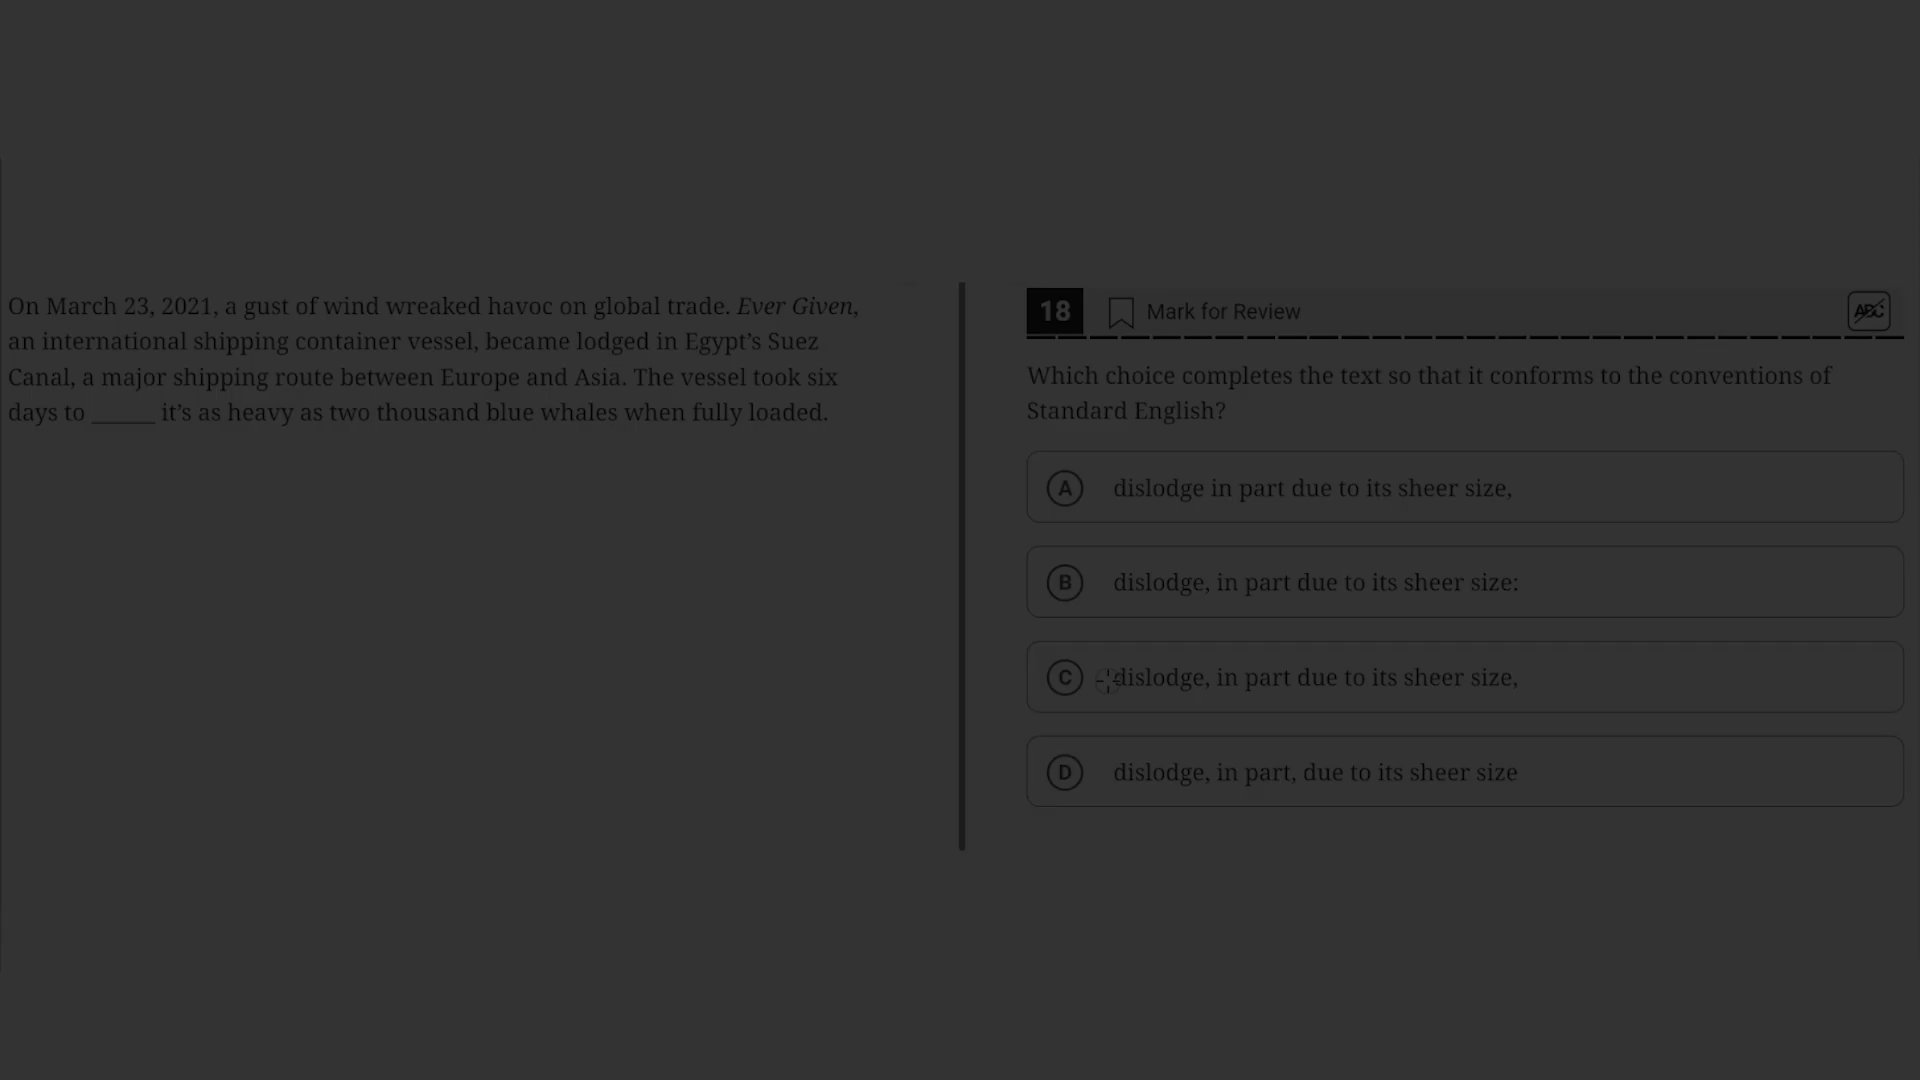 On March 23, 2021, a gust of wind wreaked havoc on global trade. Ever Given,
an international shipping container vessel, became lodged in Egypt’s Suez
Canal, a major shipping route between Europe and Asia. The vessel took six
days to ______ it’s as heavy as two thousand blue whales when fully loaded.
18 Mark for Review ABC
Which choice completes the text so that it conforms to the conventions of
Standard English?
A dislodge in part due to its sheer size,
B dislodge, in part due to its sheer size:
C dislodge, in part due to its sheer size,
D dislodge, in part, due to its sheer size